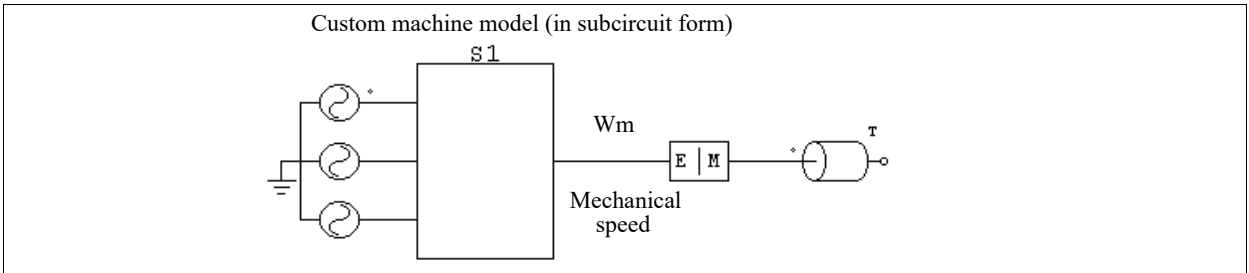 Custom machine model (in subcircuit form)
S1
Wm
T
E M
Mechanical
speed